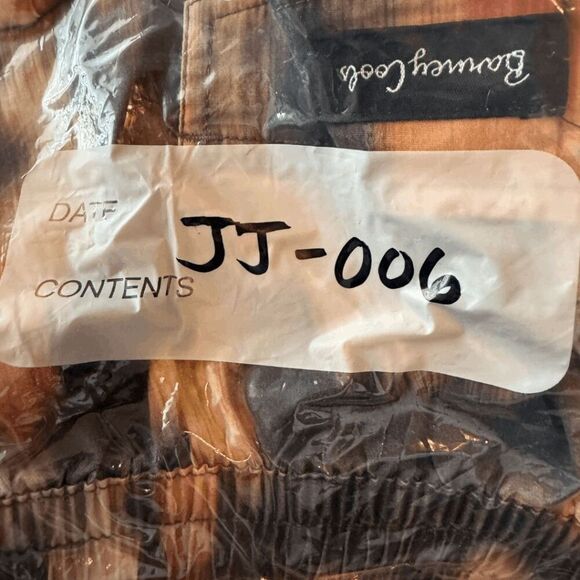 Barney Cools
DATE
JJ-006
CONTENTS